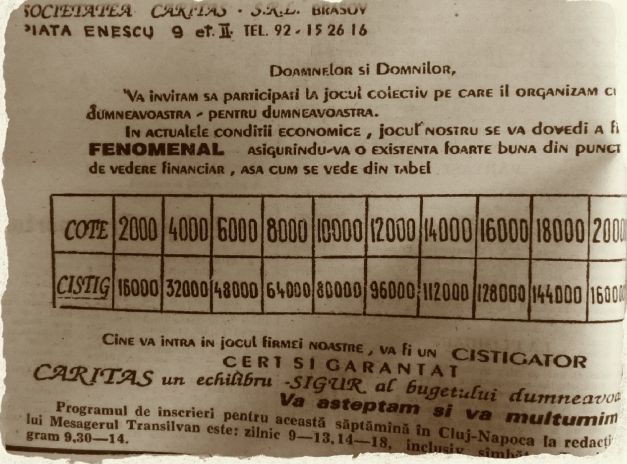 SOCIETATEA CARITAS - S.R.L. BRASOV
PIATA ENESCU 9 et. II. TEL. 92 - 15 26 16
DOAMNELOR SI DOMNILOR,
VA INVITAM SA PARTICIPATI LA JOCUL COLECTIV PE CARE IL ORGANIZAM CU
DUMNEAVOASTRA - PENTRU DUMNEAVOASTRA.
IN ACTUALELE CONDITII ECONOMICE, JOCUL NOSTRU SE VA DOVEDI A FI
FENOMENAL ASIGURINDU-VA O EXISTENTA FOARTE BUNA DIN PUNCT
DE VEDERE FINANCIAR, ASA CUM SE VEDE DIN TABEL
COTE 2000 4000 6000 8000 10000 12000 14000 16000 18000 2000
CISTIG 16000 32000 48000 64000 80000 96000 112000 128000 144000 160000
CINE VA INTRA IN JOCUL FIRMEI NOASTRE, VA FI UN CISTIGATOR
CERT SI GARANTAT
CARITAS un echilibru -SIGUR al bugetului dumneavoa
Va asteptam si va multumim
Programul de inscrieri pentru această săptămînă în Cluj-Napoca la redacți
lui Mesagerul Transilvan este: zilnic 9—13, 14—18, inclusiv sîmbăt
gram 9,30—14.